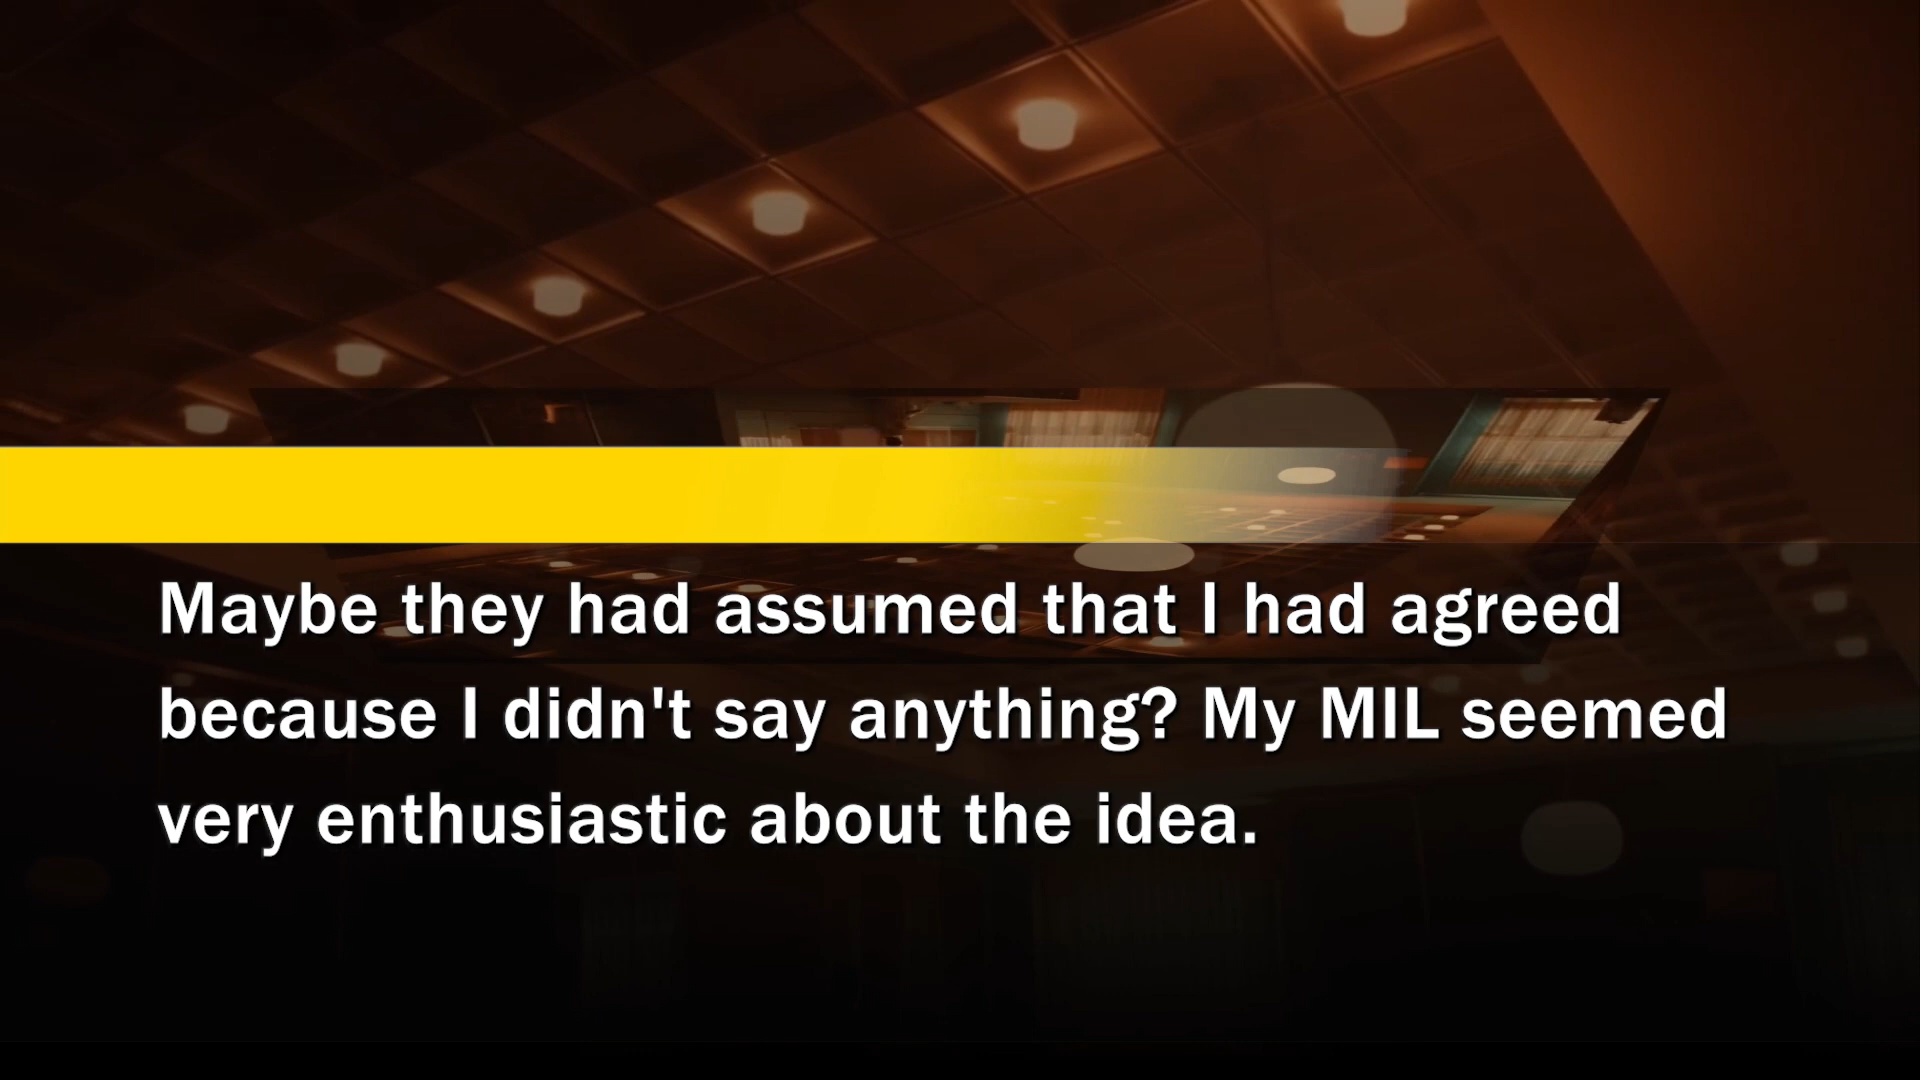 Maybe they had assumed that I had agreed
because I didn't say anything? My MIL seemed
very enthusiastic about the idea.